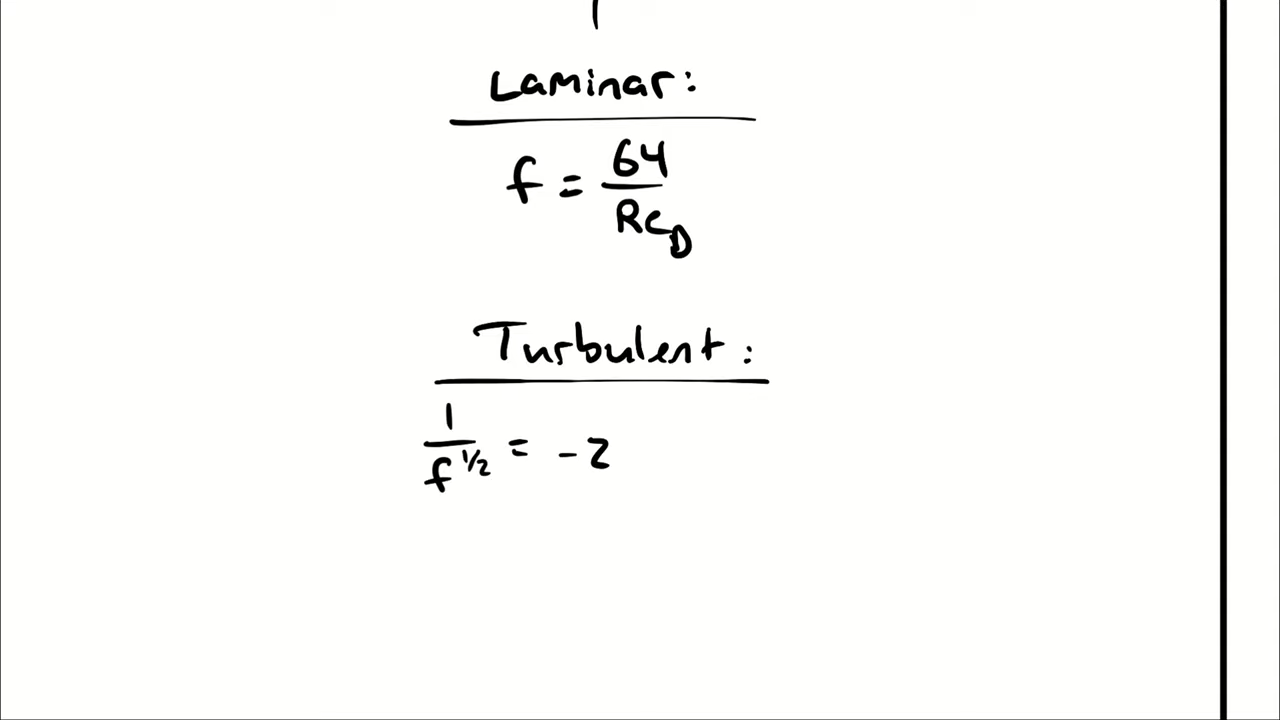 Laminar:
f = 64/Re_D
Turbulent:
1/f^1/2 = -2